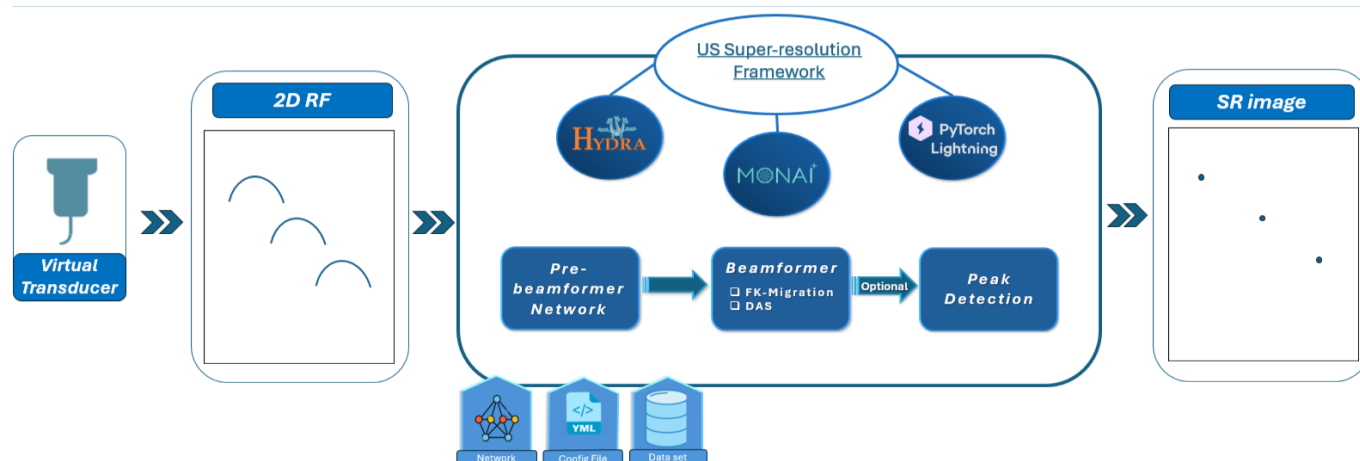 Virtual
Transducer
2D RF
US Super-resolution
Framework
HYDRA
MONAI
PyTorch
Lightning
Pre-
beamformer
Network
Beamformer
❑ FK-Migration
❑ DAS
Optional
Peak
Detection
</>
YML
Network
Config File
Data set
SR image